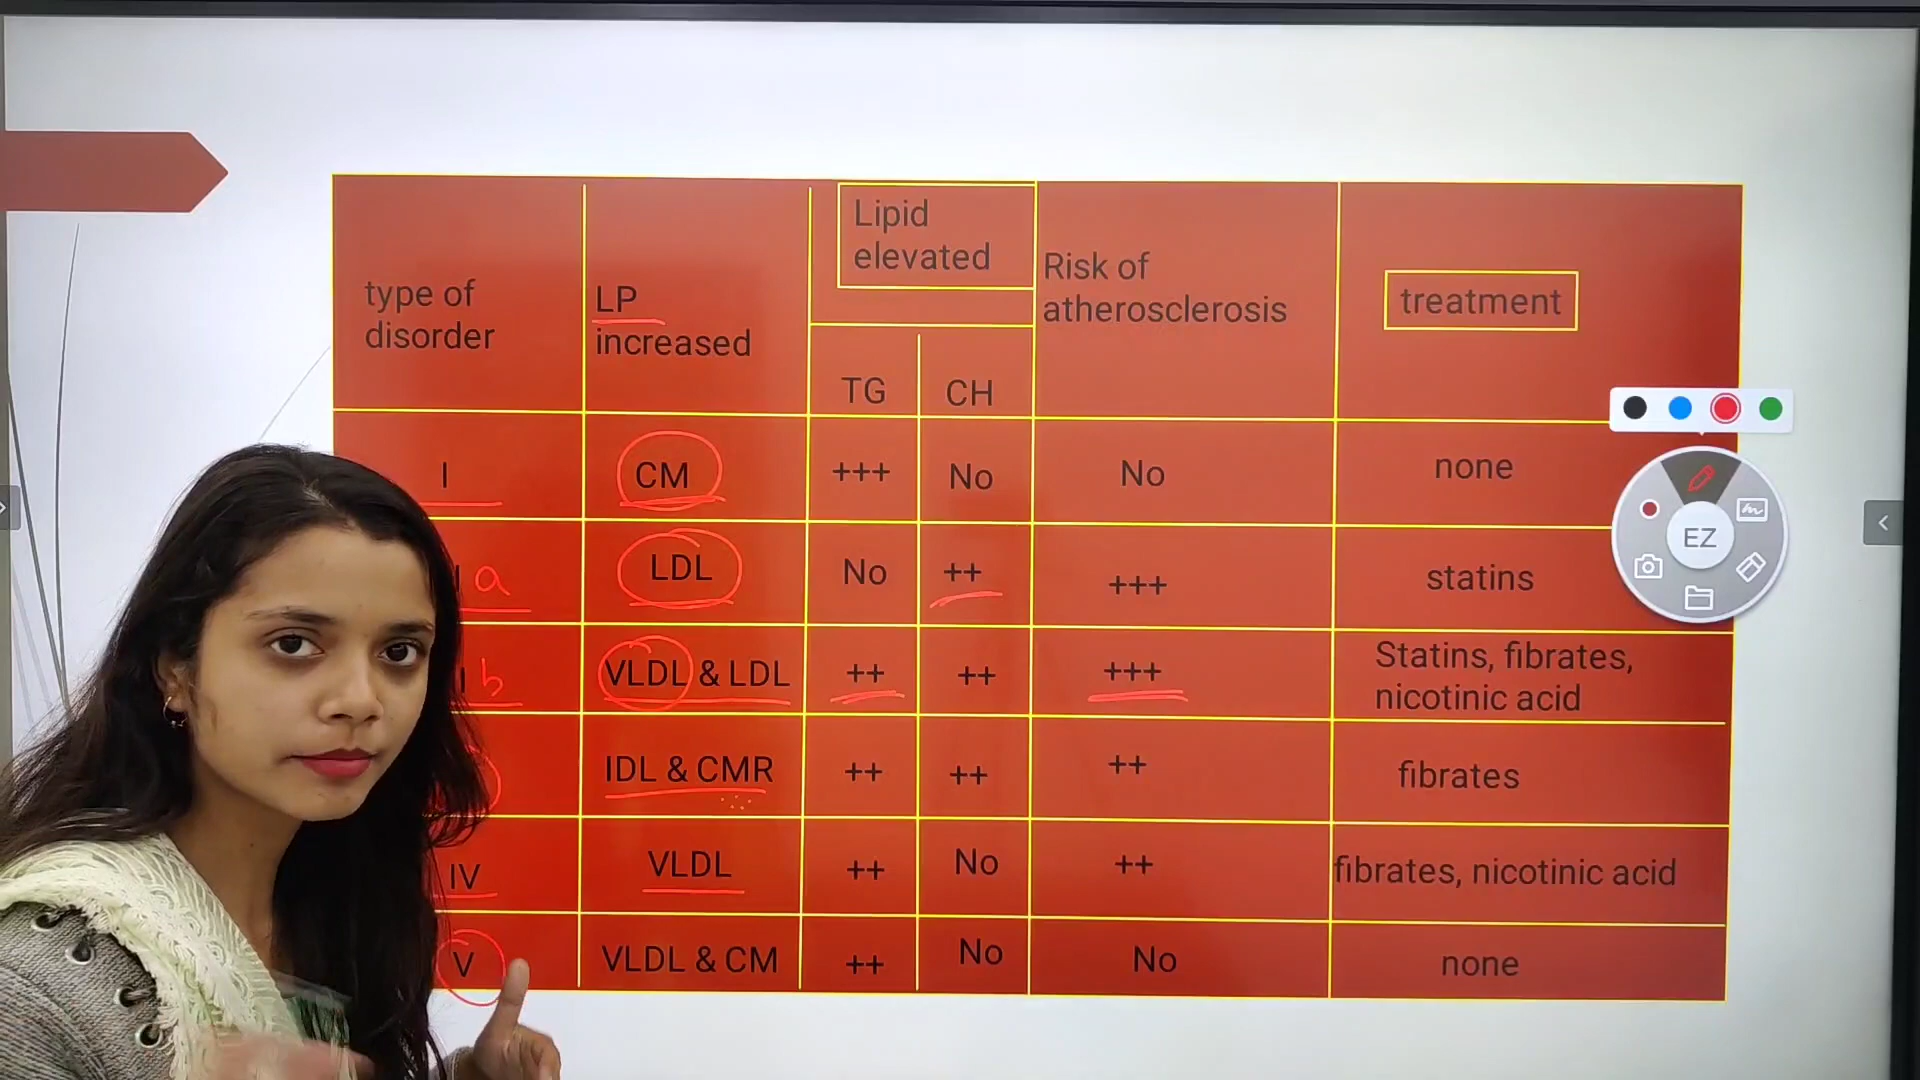 type of
disorder
LP
increased
Lipid
elevated
TG
CH
Risk of
atherosclerosis
treatment
I
CM
+++
No
No
none
a
LDL
No
++
+++
statins
b
VLDL & LDL
++
++
+++
Statins, fibrates,
nicotinic acid
IDL & CMR
++
++
++
fibrates
IV
VLDL
++
No
++
fibrates, nicotinic acid
V
VLDL & CM
++
No
No
none
EZ